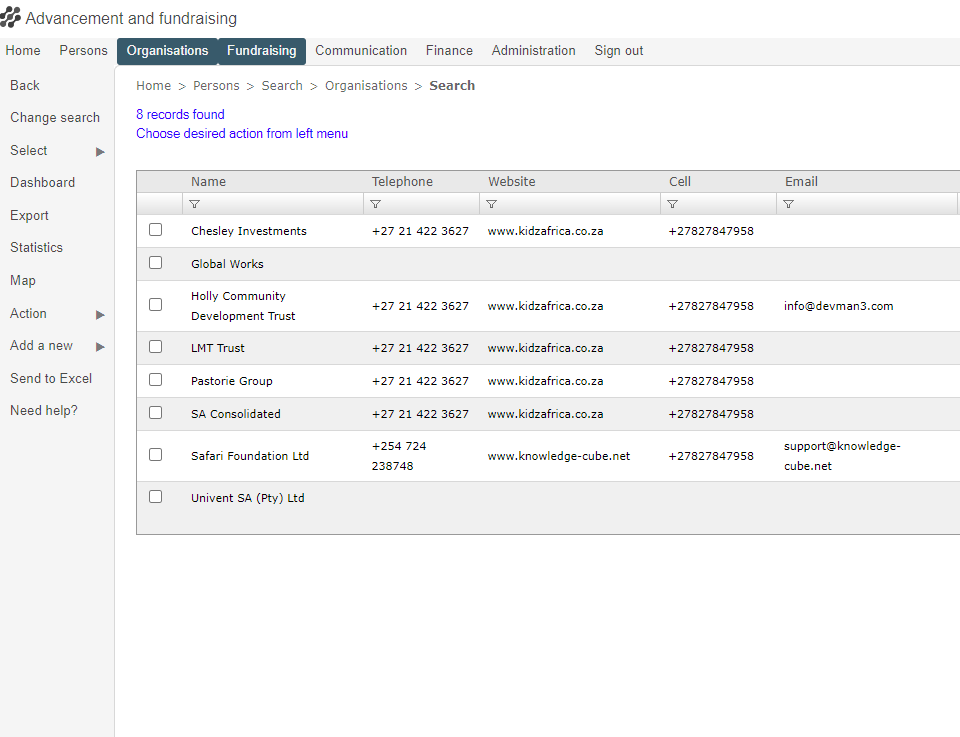 Advancement and fundraising
Home Persons Organisations Fundraising Communication Finance Administration Sign out
Back
Change search
Select
Dashboard
Export
Statistics
Map
Action
Add a new
Send to Excel
Need help?
Home > Persons > Search > Organisations > Search
8 records found
Choose desired action from left menu
Name Telephone Website Cell Email
Chesley Investments +27 21 422 3627 www.kidzafrica.co.za +27827847958
Global Works
Holly Community
Development Trust +27 21 422 3627 www.kidzafrica.co.za +27827847958 info@devman3.com
LMT Trust +27 21 422 3627 www.kidzafrica.co.za +27827847958
Pastorie Group +27 21 422 3627 www.kidzafrica.co.za +27827847958
SA Consolidated +27 21 422 3627 www.kidzafrica.co.za +27827847958
Safari Foundation Ltd +254 724
238748 www.knowledge-cube.net +27827847958 support@knowledge-
cube.net
Univent SA (Pty) Ltd